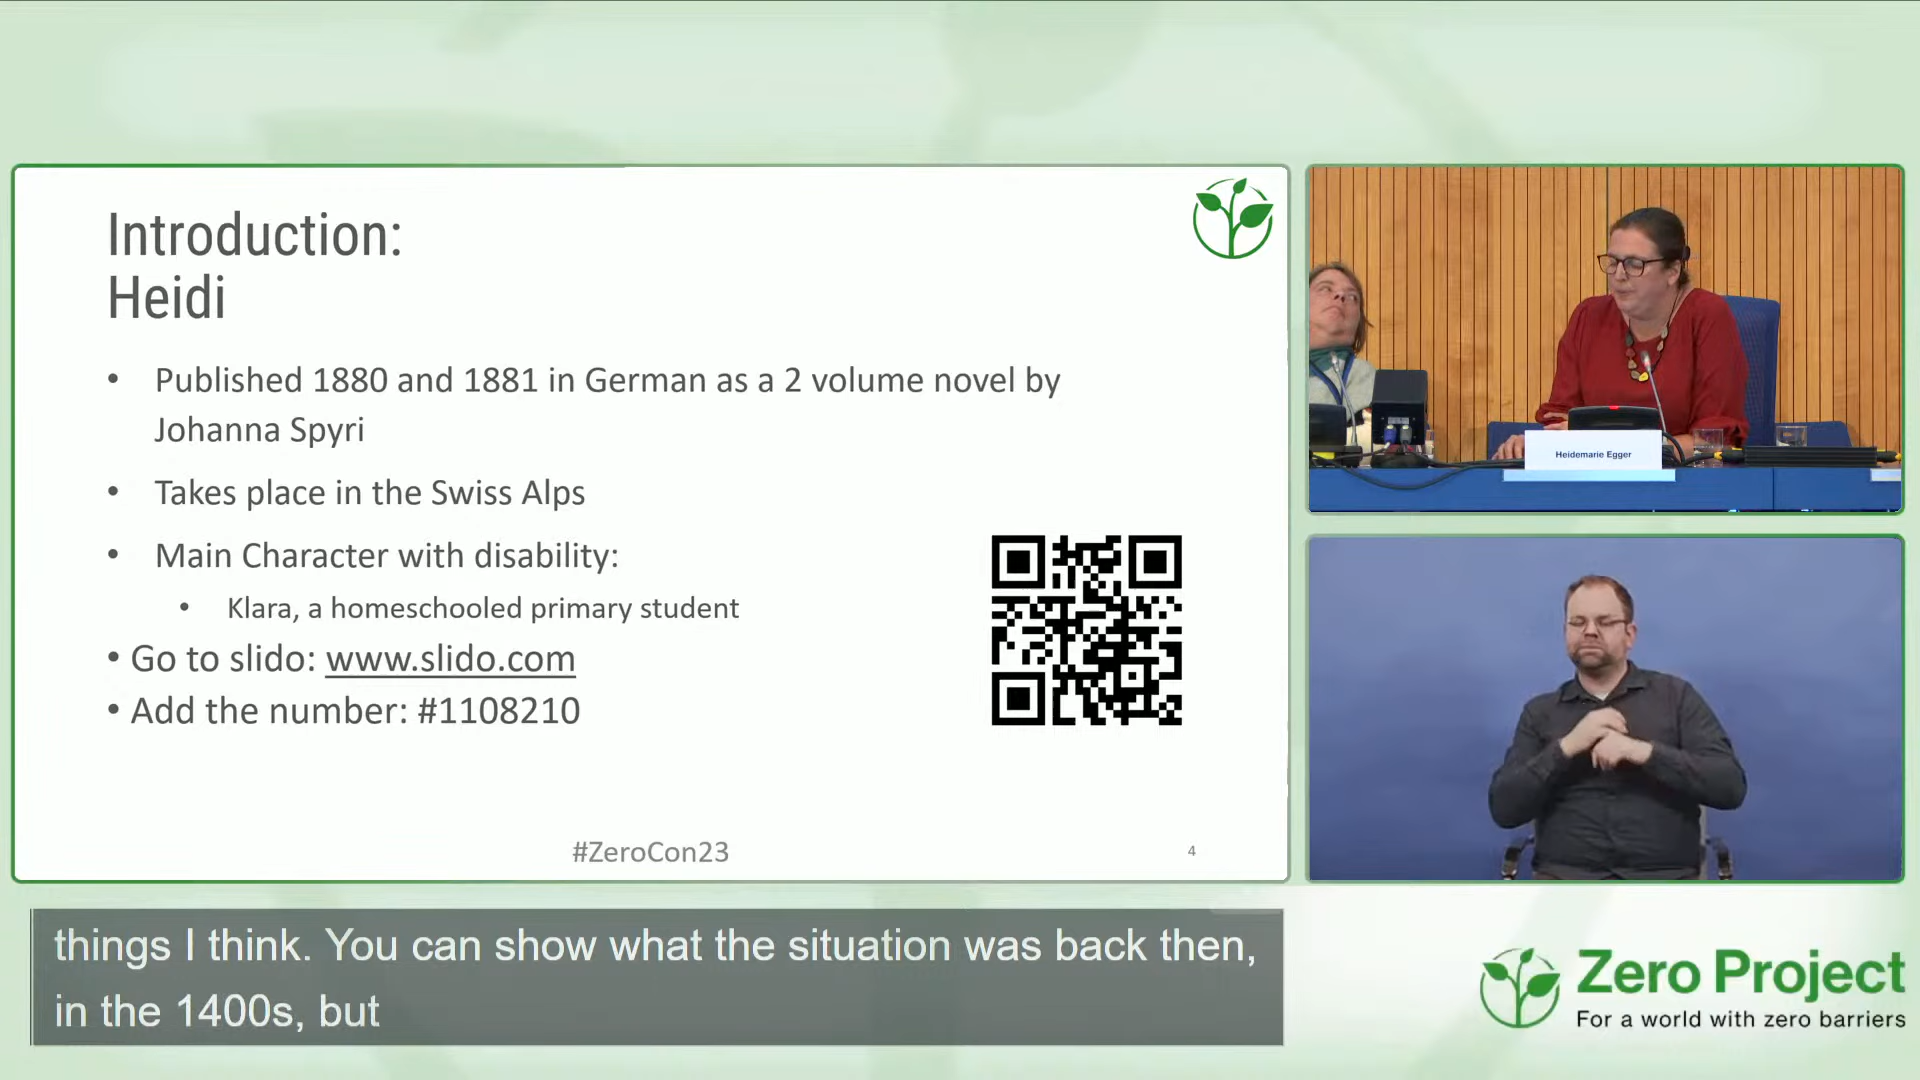 Introduction:
Heidi
• Published 1880 and 1881 in German as a 2 volume novel by
Johanna Spyri
• Takes place in the Swiss Alps
• Main Character with disability:
• Klara, a homeschooled primary student
• Go to slido: www.slido.com
• Add the number: #1108210
#ZeroCon23
4
Heidemarie Egger
things I think. You can show what the situation was back then,
in the 1400s, but
Zero Project
For a world with zero barriers